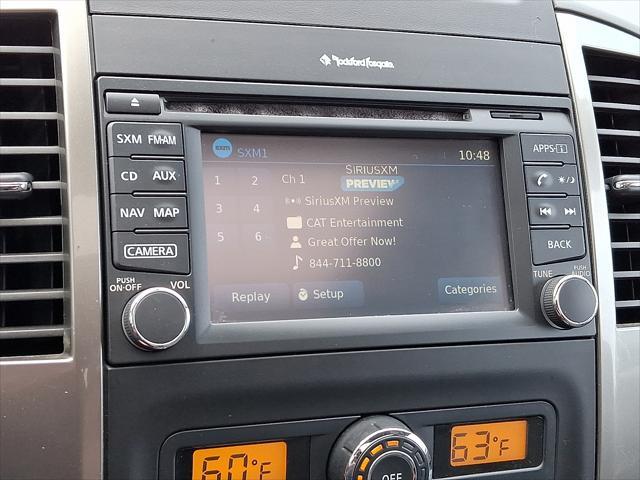 Rockford Fosgate
SXM FM·AM
CD AUX
NAV MAP
CAMERA
PUSH ON·OFF
VOL
sxm SXM1
10:48
1 2
3 4
5 6
Ch 1
SIRIUSXM
PREVIEW
SiriusXM Preview
CAT Entertainment
Great Offer Now!
844-711-8800
Replay
Setup
Categories
APPS·i
BACK
TUNE
PUSH AUDIO
60°F
OFF
63°F